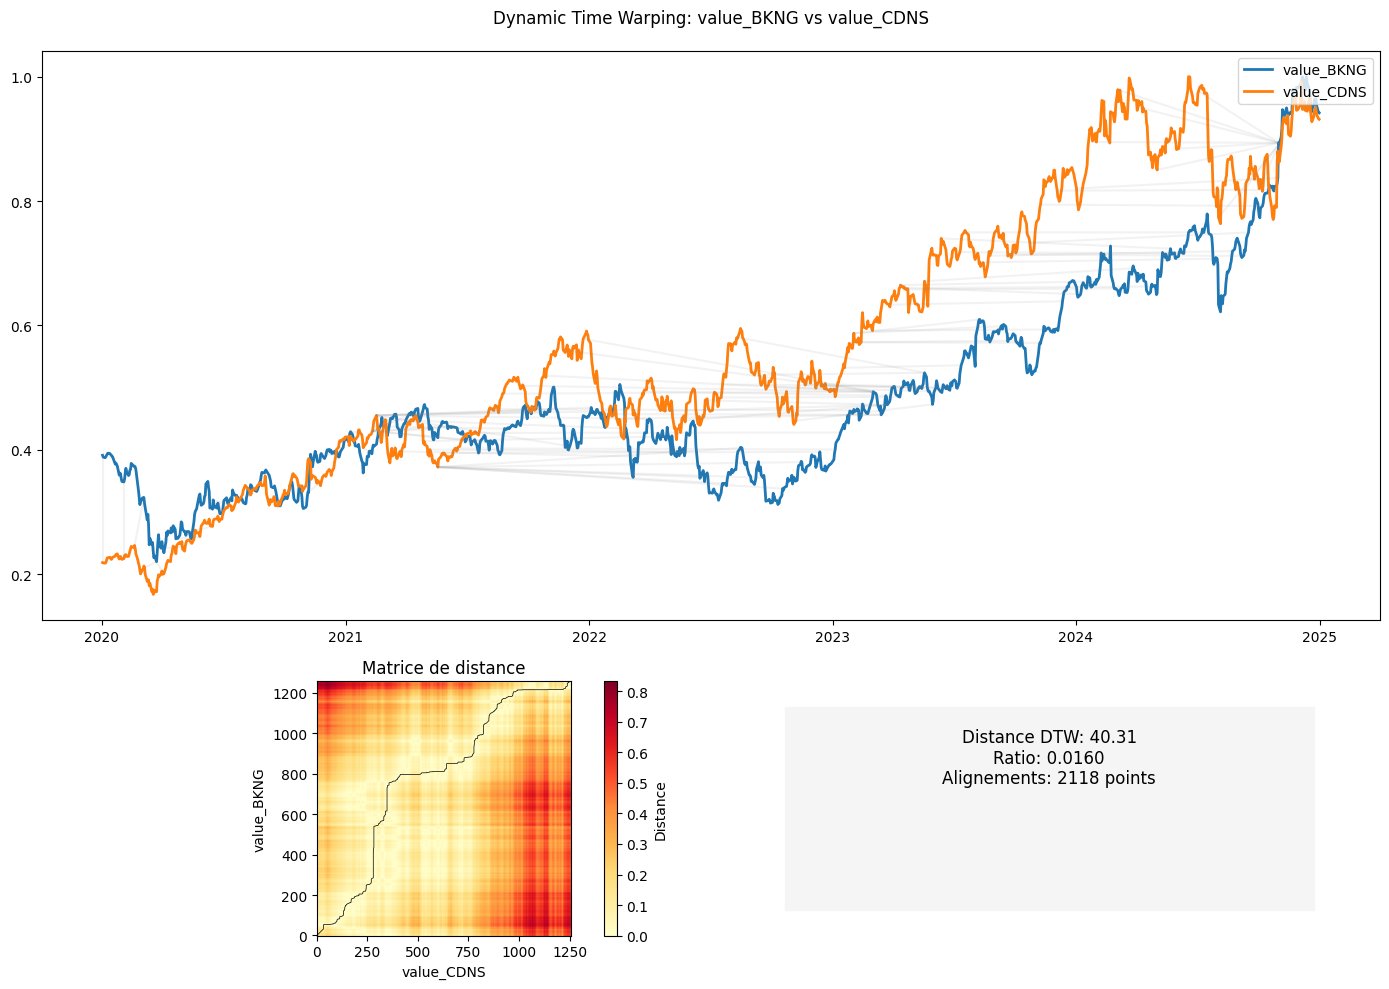 Dynamic Time Warping: value_BKNG vs value_CDNS
value_BKNG
value_CDNS
1.0
0.8
0.6
0.4
0.2
2020 2021 2022 2023 2024 2025
Matrice de distance
value_BKNG
1200
1000
800
600
400
200
0
0 250 500 750 1000 1250
value_CDNS
0.8
0.7
0.6
0.5
0.4
0.3
0.2
0.1
0.0
Distance
Distance DTW: 40.31
Ratio: 0.0160
Alignements: 2118 points